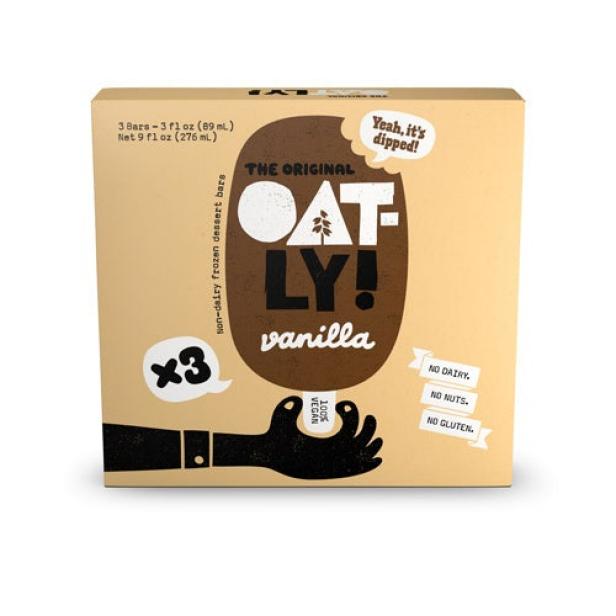 3 Bars – 3 fl oz (89 mL)
Net 9 fl oz (276 mL)
Yeah, it's
dipped!
THE ORIGINAL
OAT-
LY!
vanilla
Non-dairy frozen dessert bars
x3
100%
VEGAN
NO DAIRY.
NO NUTS.
NO GLUTEN.